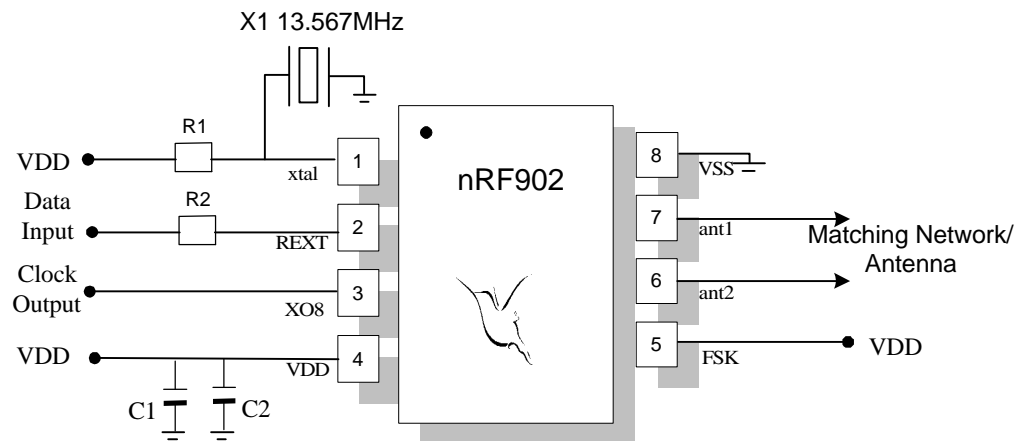 X1 13.567MHz
R1
VDD
xtal
1
Data
Input
R2
REXT
2
Clock
Output
XO8
3
VDD
VDD
4
C1
C2
nRF902
8
VSS
7
ant1
Matching Network/
Antenna
6
ant2
5
FSK
VDD